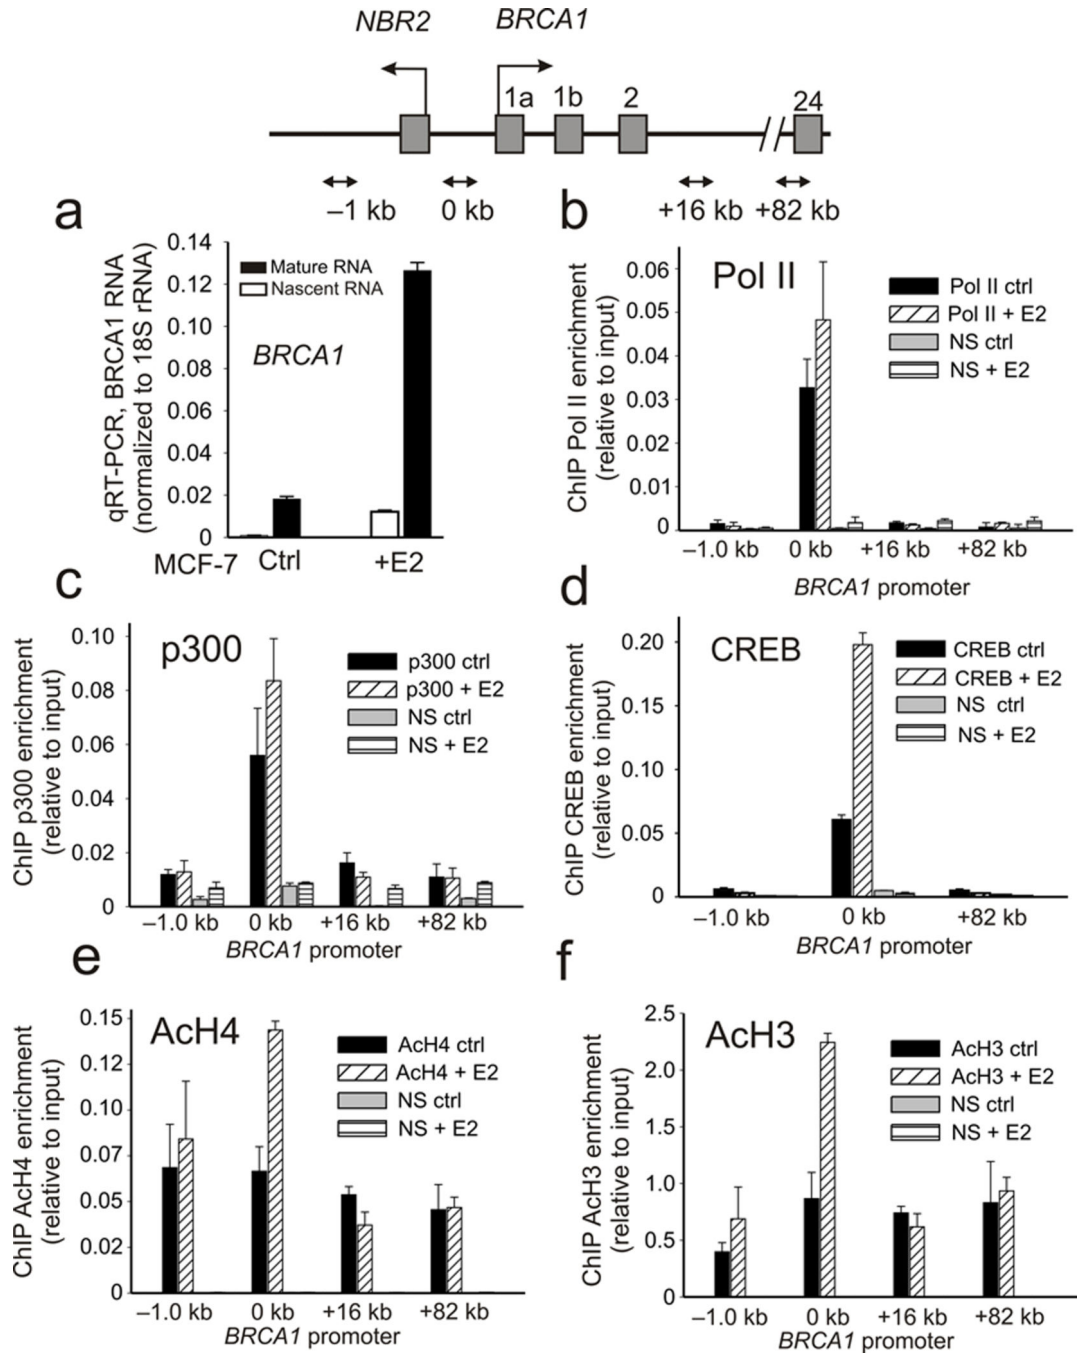 NBR2 BRCA1
1a 1b 2 24
–1 kb 0 kb +16 kb +82 kb
a
qRT-PCR, BRCA1 RNA
(normalized to 18S rRNA)
0.14
0.12
0.10
0.08
0.06
0.04
0.02
0
Mature RNA
Nascent RNA
BRCA1
MCF-7 Ctrl +E2
b
ChIP Pol II enrichment
(relative to input)
0.06
0.05
0.04
0.03
0.02
0.01
0
Pol II
Pol II ctrl
Pol II + E2
NS ctrl
NS + E2
–1.0 kb 0 kb +16 kb +82 kb
BRCA1 promoter
c
ChIP p300 enrichment
(relative to input)
0.10
0.08
0.06
0.04
0.02
0
p300
p300 ctrl
p300 + E2
NS ctrl
NS + E2
–1.0 kb 0 kb +16 kb +82 kb
BRCA1 promoter
d
ChIP CREB enrichment
(relative to input)
0.20
0.15
0.10
0.05
0
CREB
CREB ctrl
CREB + E2
NS ctrl
NS + E2
–1.0 kb 0 kb +82 kb
BRCA1 promoter
e
ChIP AcH4 enrichment
(relative to input)
0.15
0.12
0.10
0.07
0.05
0.02
0
AcH4
AcH4 ctrl
AcH4 + E2
NS ctrl
NS + E2
–1.0 kb 0 kb +16 kb +82 kb
BRCA1 promoter
f
ChIP AcH3 enrichment
(relative to input)
2.5
2.0
1.5
1.0
0.5
0
AcH3
AcH3 ctrl
AcH3 + E2
NS ctrl
NS + E2
–1.0 kb 0 kb +16 kb +82 kb
BRCA1 promoter